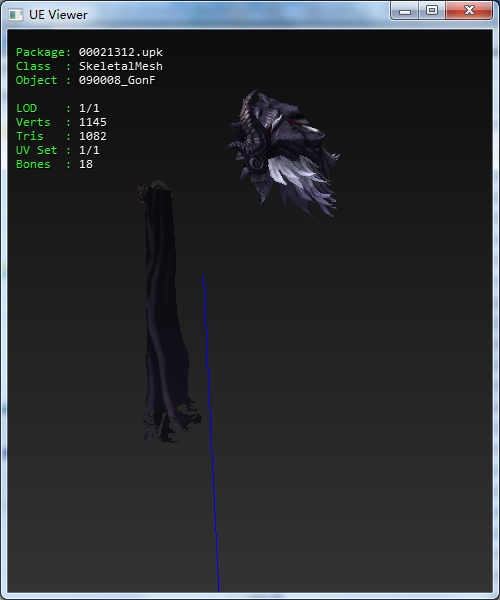 UE Viewer
Package: 00021312.upk
Class  : SkeletalMesh
Object : 090008_GonF
LOD    : 1/1
Verts  : 1145
Tris   : 1082
UV Set : 1/1
Bones  : 18